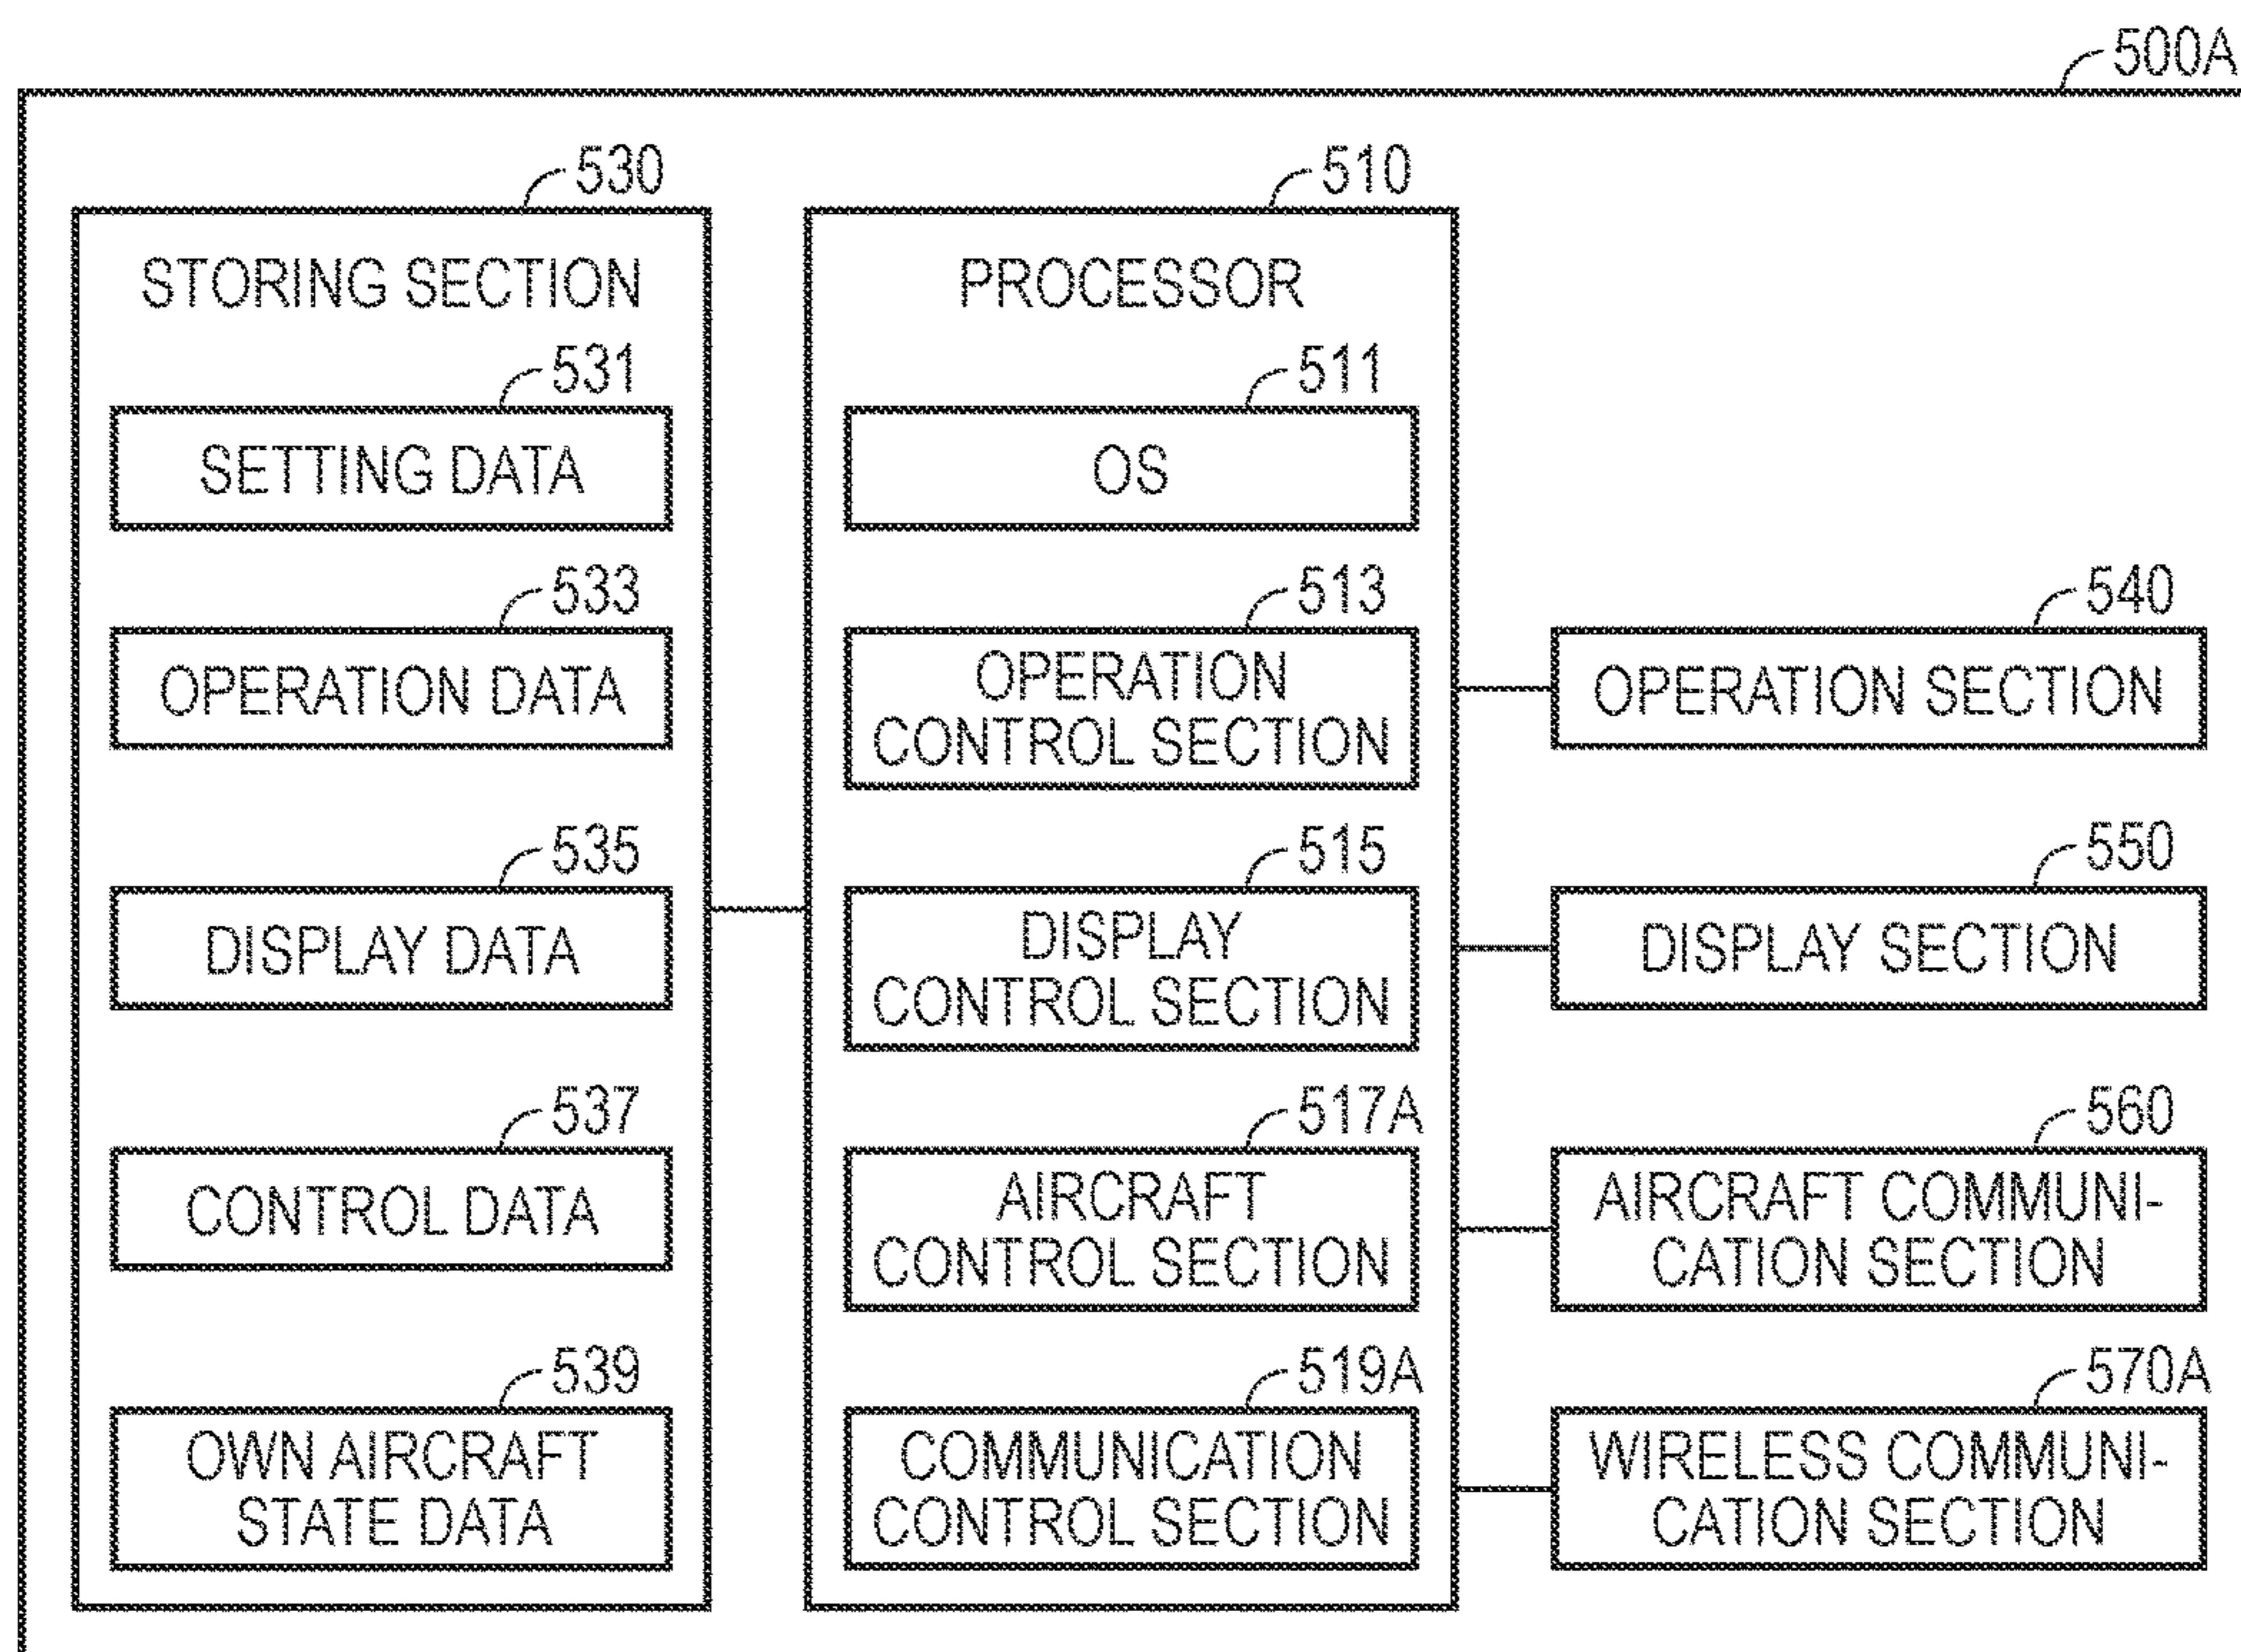 500A
530
STORING SECTION
531
SETTING DATA
533
OPERATION DATA
535
DISPLAY DATA
537
CONTROL DATA
539
OWN AIRCRAFT
STATE DATA
510
PROCESSOR
511
OS
513
OPERATION
CONTROL SECTION
515
DISPLAY
CONTROL SECTION
517A
AIRCRAFT
CONTROL SECTION
519A
COMMUNICATION
CONTROL SECTION
540
OPERATION SECTION
550
DISPLAY SECTION
560
AIRCRAFT COMMUNI-
CATION SECTION
570A
WIRELESS COMMUNI-
CATION SECTION